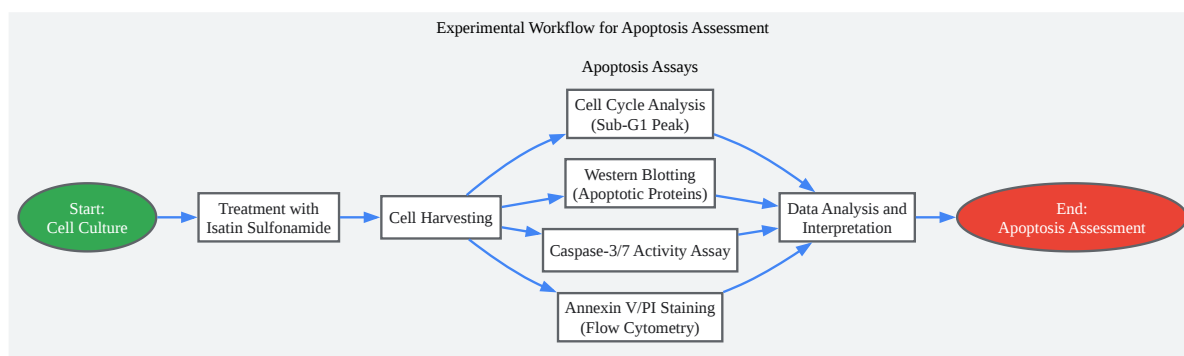 Experimental Workflow for Apoptosis Assessment
Apoptosis Assays
Start:
Cell Culture
Treatment with
Isatin Sulfonamide
Cell Harvesting
Cell Cycle Analysis
(Sub-G1 Peak)
Western Blotting
(Apoptotic Proteins)
Caspase-3/7 Activity Assay
Annexin V/PI Staining
(Flow Cytometry)
Data Analysis and
Interpretation
End:
Apoptosis Assessment